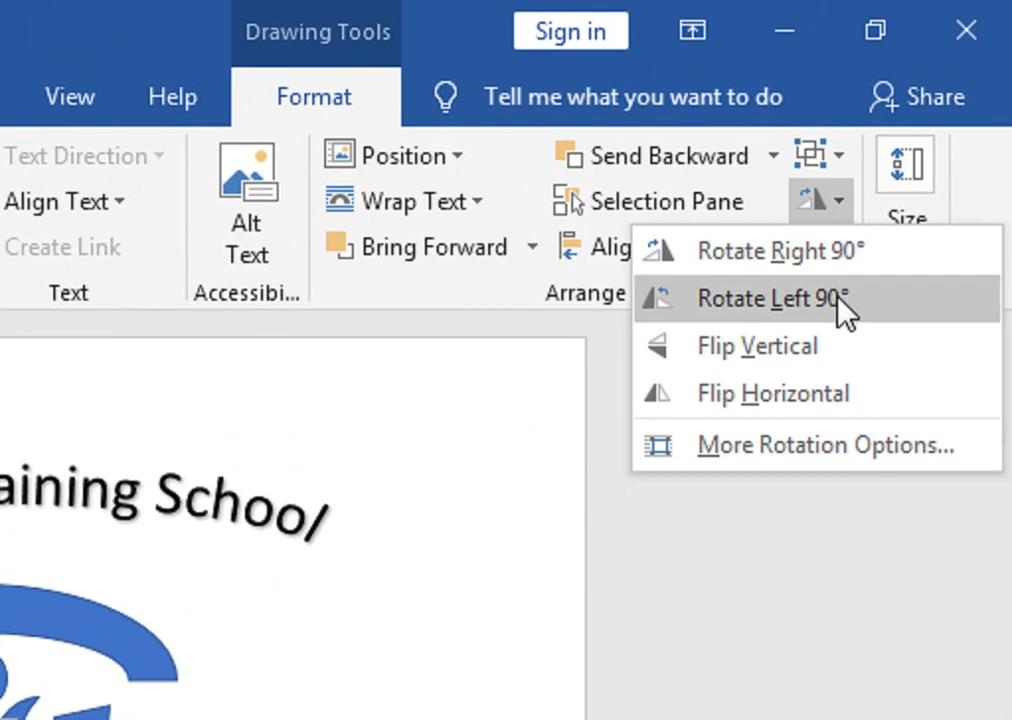 Drawing Tools
Sign in
View
Help
Format
Tell me what you want to do
Share
Text Direction
Align Text
Create Link
Text
Alt
Text
Accessibi...
Position
Wrap Text
Bring Forward
Send Backward
Selection Pane
Alig
Arrange
Size
Rotate Right 90°
Rotate Left 90°
Flip Vertical
Flip Horizontal
More Rotation Options...
aining School